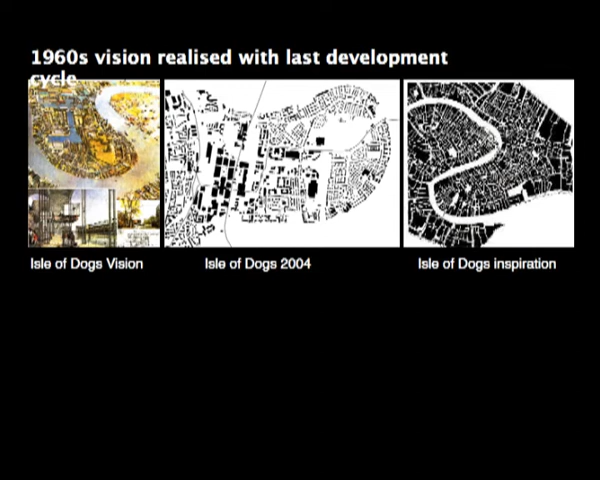 1960s vision realised with last development
cycle
Isle of Dogs Vision
Isle of Dogs 2004
Isle of Dogs inspiration